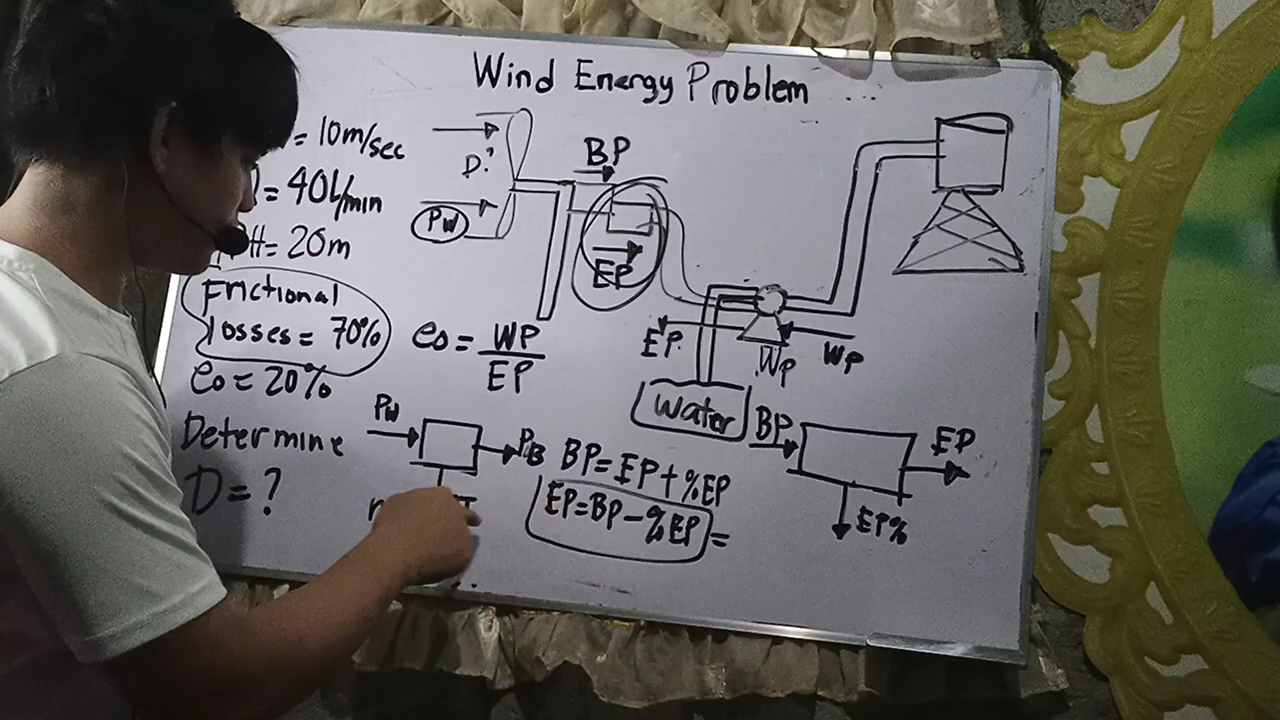 Wind Energy Problem ...
= 10m/sec
= 40L/min
H = 20m
Frictional
losses = 70%
eo = 20%
Determine
D = ?
D?
PW
BP
EP
eo = WP
EP
EP
Wp
Wp
Water
PW
PB
BP = EP + %EP
EP = BP - %EP =
BP
EP
EP%